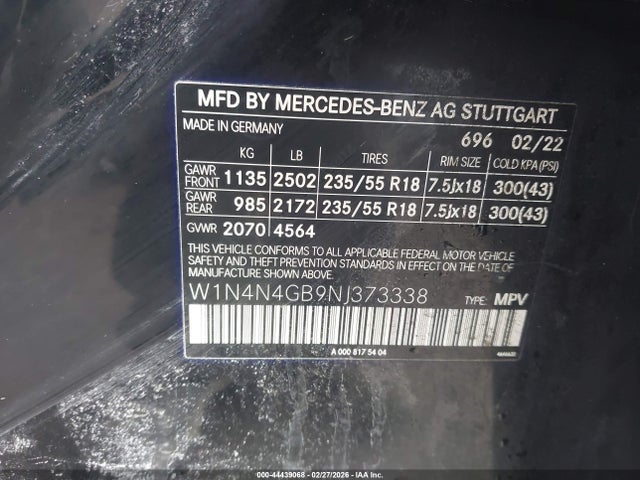 MFD BY MERCEDES-BENZ AG STUTTGART
MADE IN GERMANY 696 02/22
KG LB TIRES RIM SIZE COLD KPA(PSI)
GAWR FRONT 1135 2502 235/55 R18 7.5Jx18 300(43)
GAWR REAR 985 2172 235/55 R18 7.5Jx18 300(43)
GVWR 2070 4564
THIS VEHICLE CONFORMS TO ALL APPLICABLE FEDERAL MOTOR VEHICLE
SAFETY AND THEFT PREVENTION STANDARDS IN EFFECT ON THE DATE
OF MANUFACTURE SHOWN ABOVE.
W1N4N4GB9NJ373338 TYPE: MPV
A 000 817 54 04
© IAAI-44439068 - 02/27/2026 - IAAI.COM